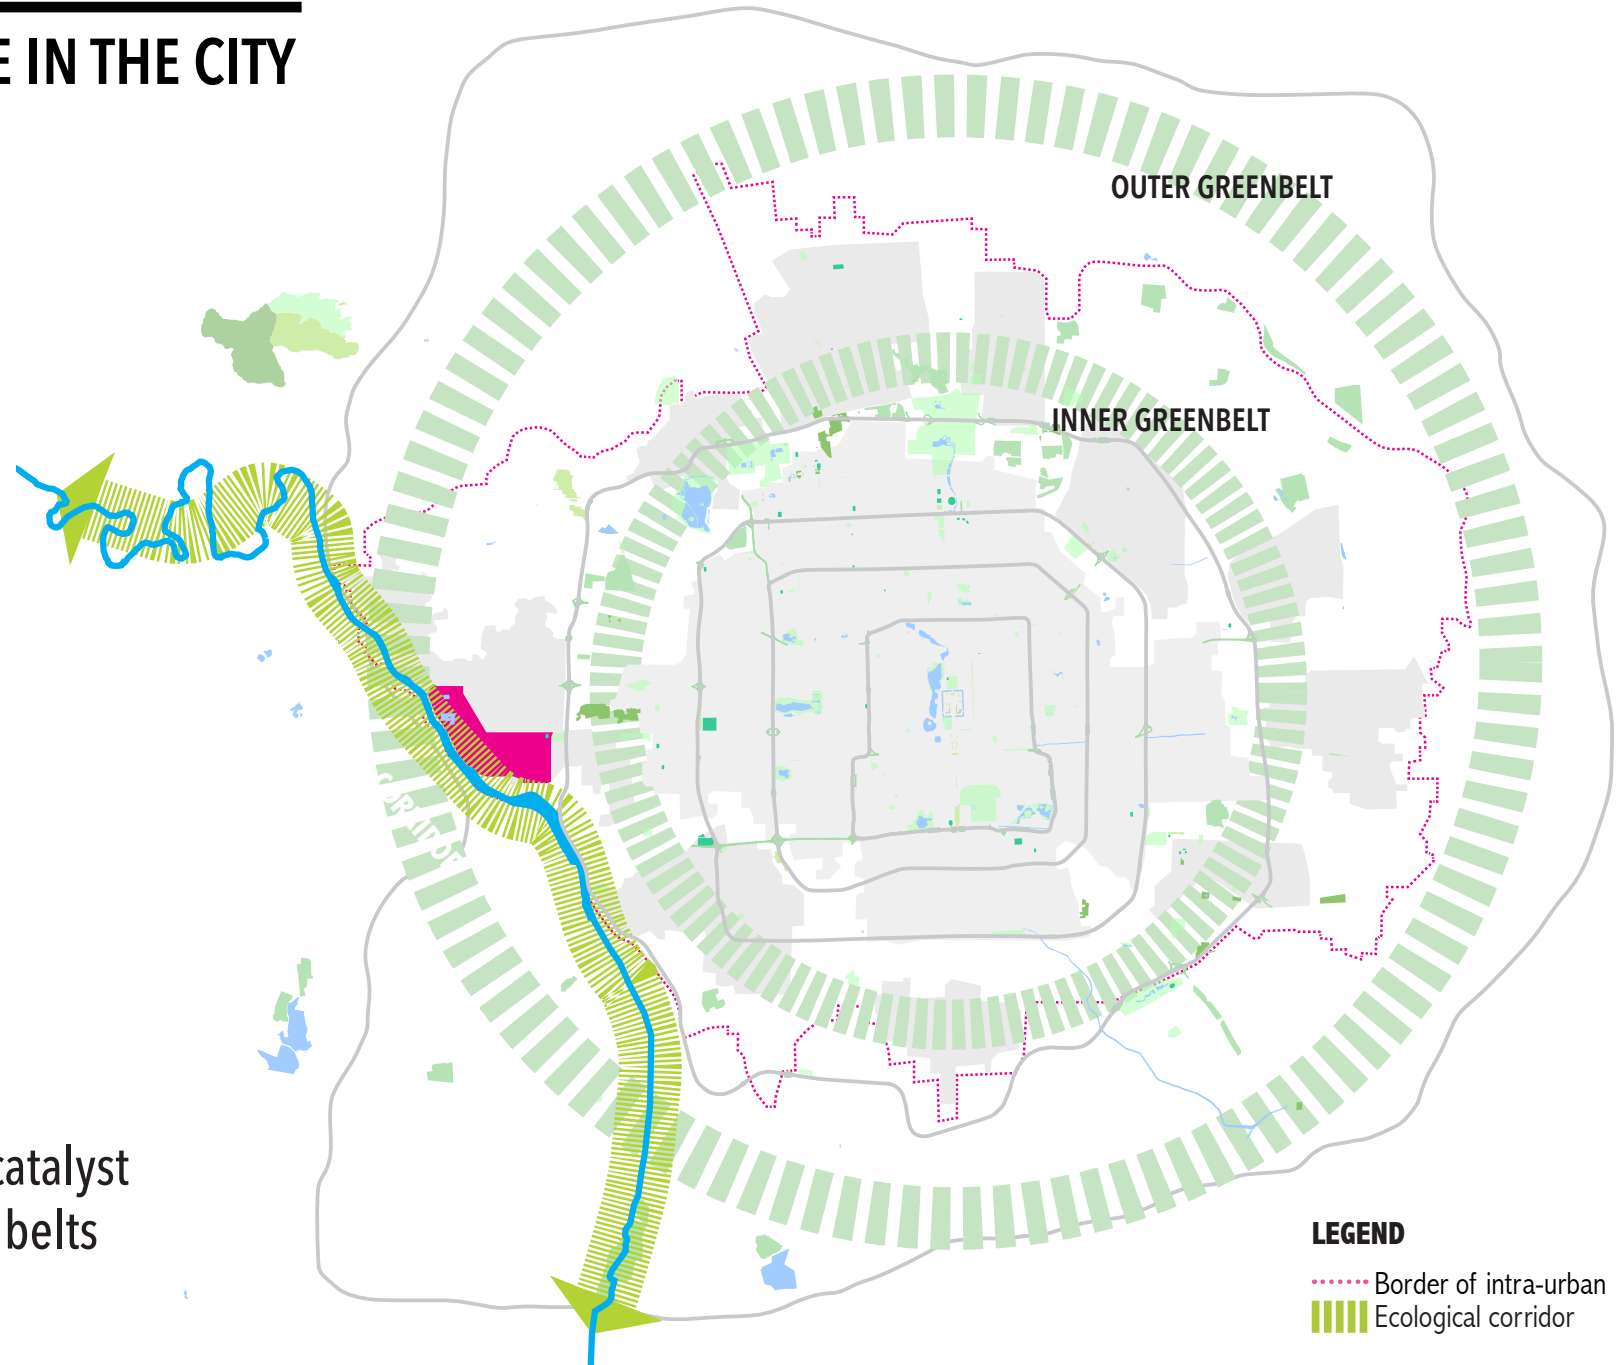 E IN THE CITY
OUTER GREENBELT
INNER GREENBELT
catalyst
belts
LEGEND
Border of intra-urban
Ecological corridor